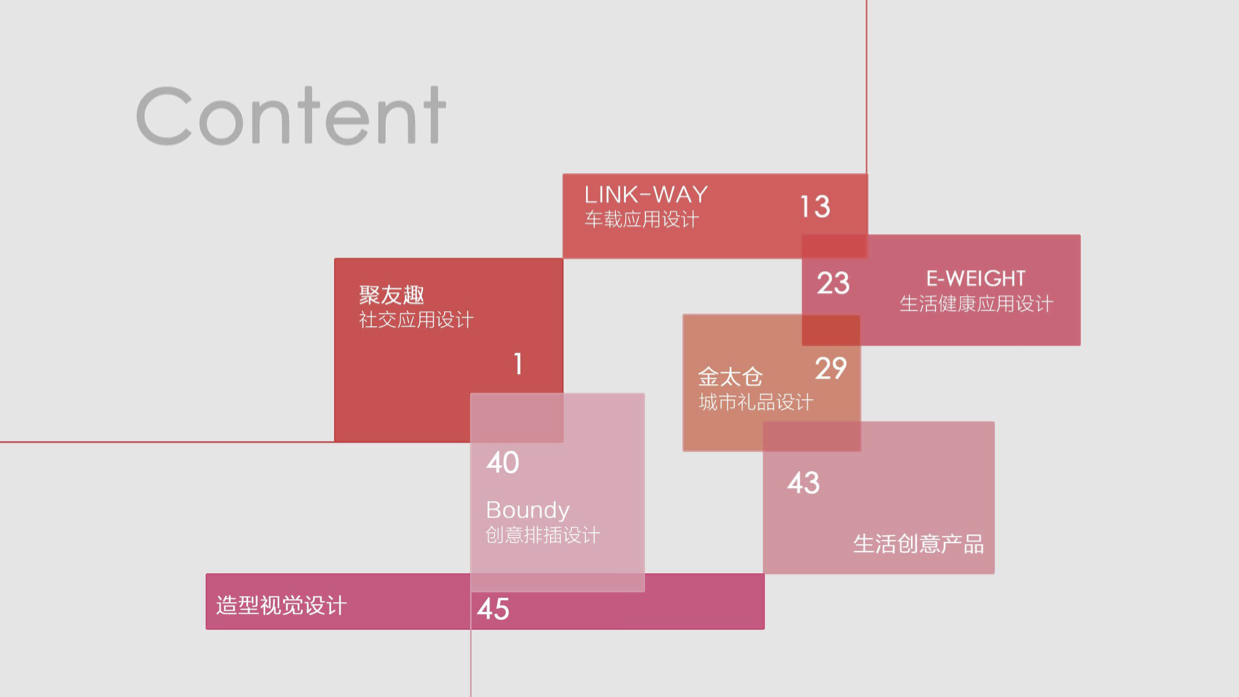 Content
LINK-WAY
车载应用设计
13
23
E-WEIGHT
生活健康应用设计
聚友趣
社交应用设计
1
29
金太仓
城市礼品设计
40
Boundy
创意排插设计
43
生活创意产品
造型视觉设计
45